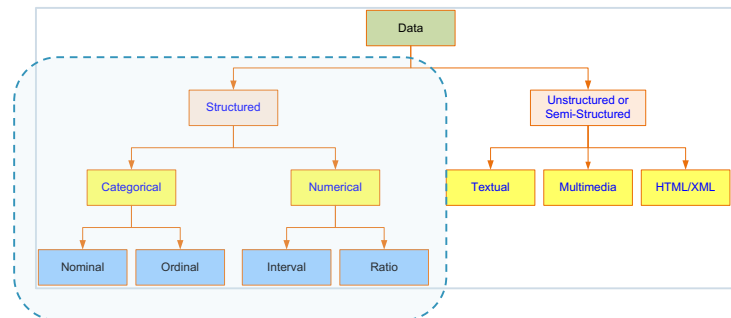 Data
Structured
Unstructured or
Semi-Structured
Categorical
Numerical
Textual
Multimedia
HTML/XML
Nominal
Ordinal
Interval
Ratio